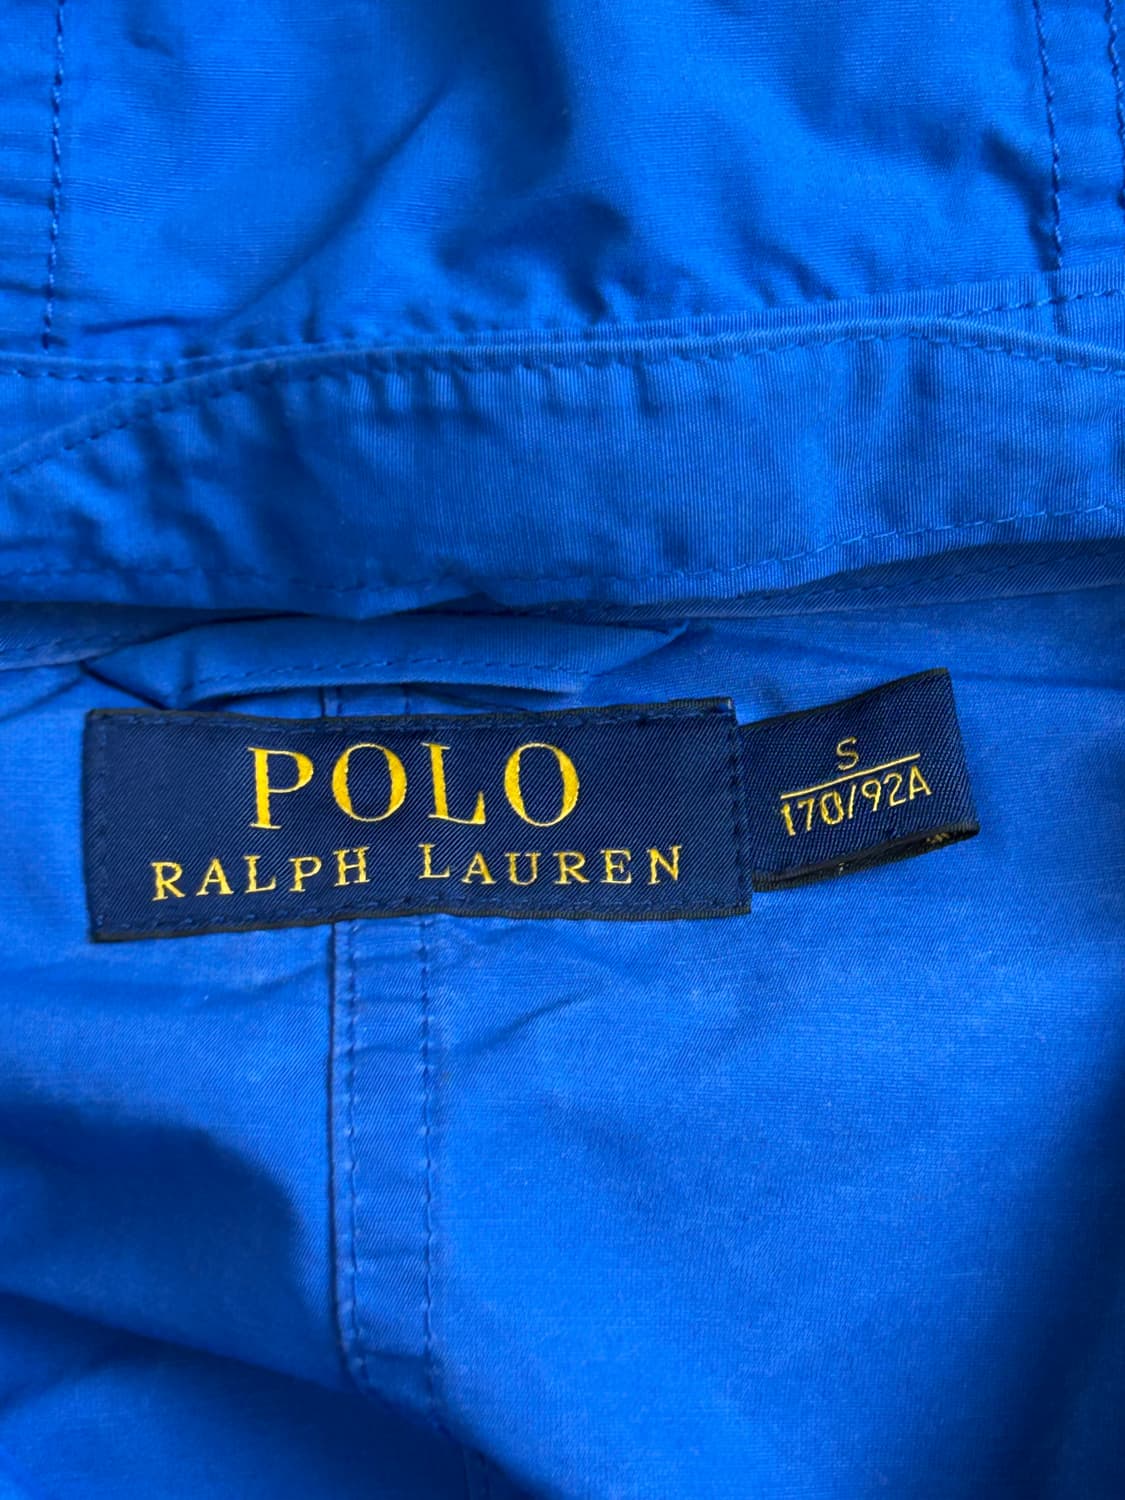 POLO
RALPH LAUREN
S
170/92A